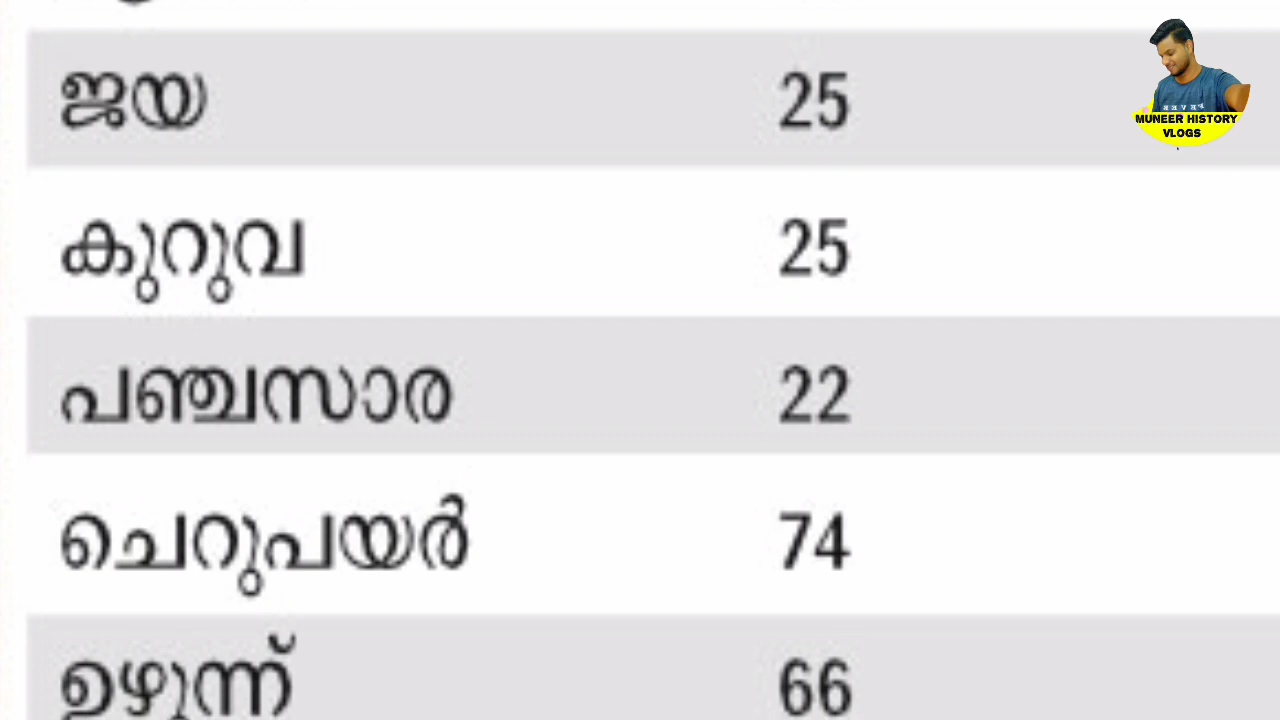 ജയ 25
കുറുവ 25
പഞ്ചസാര 22
ചെറുപയർ 74
ഉഴുന്ന് 66
MUNEER HISTORY
VLOGS